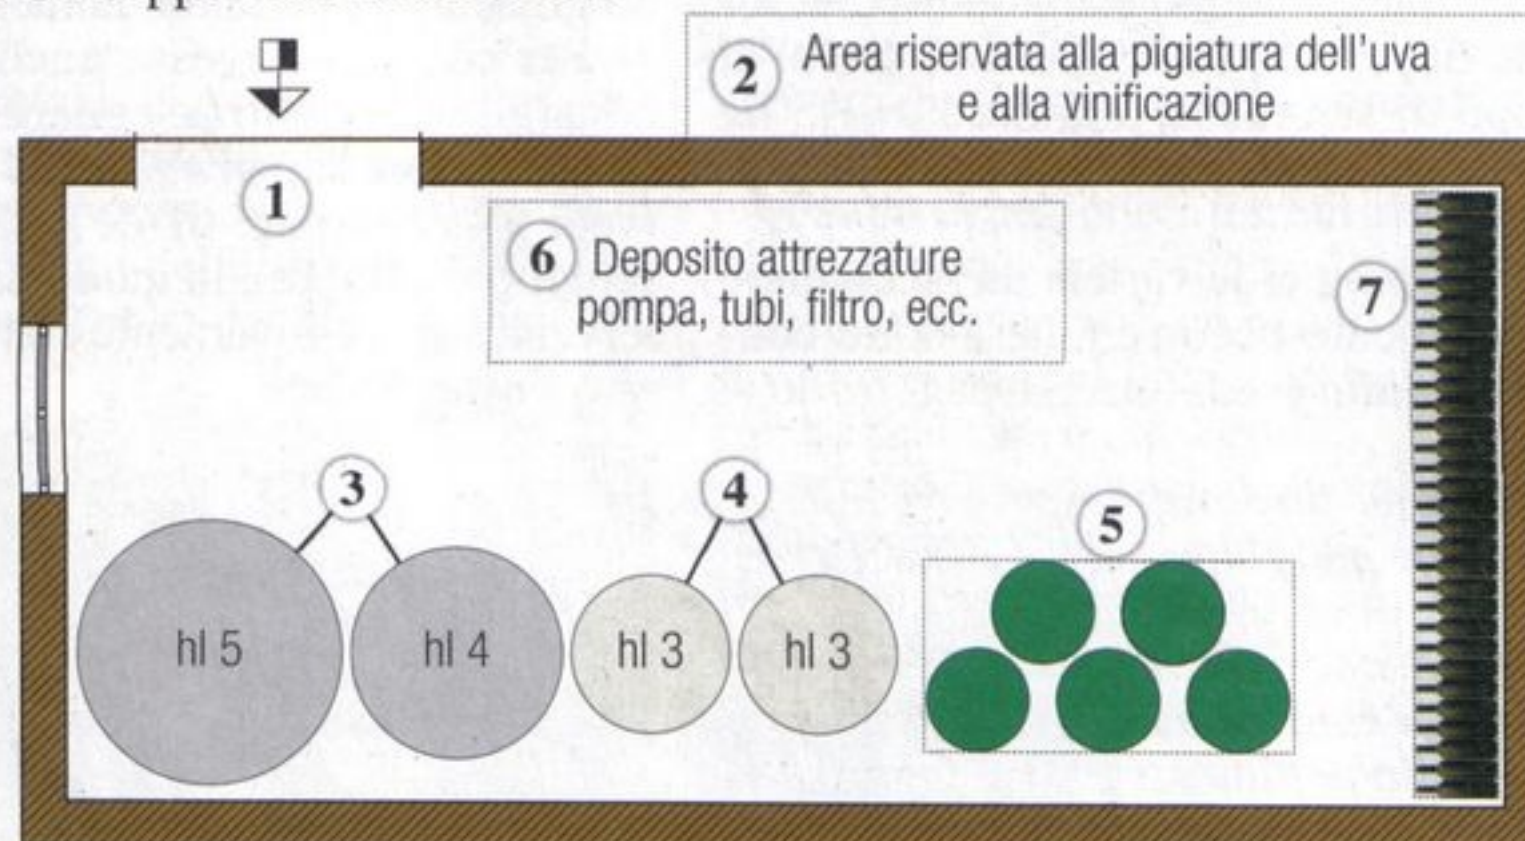 2 Area riservata alla pigiatura dell'uva
e alla vinificazione
1
6 Deposito attrezzature
pompa, tubi, filtro, ecc.
7
3
4
5
hl 5
hl 4
hl 3
hl 3